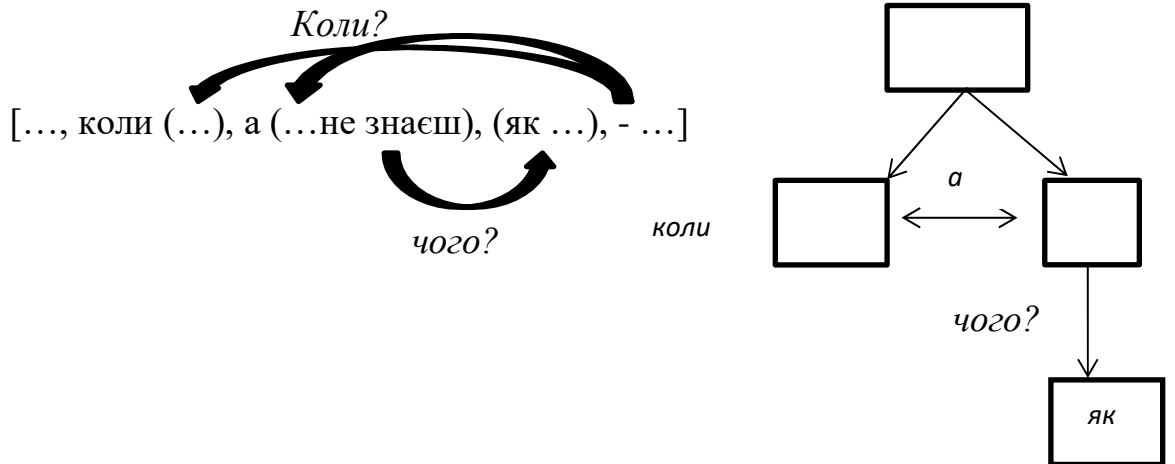 Коли?
[…, коли (…), а (…не знаєш), (як …), - …]
чого?
коли
а
чого?
як